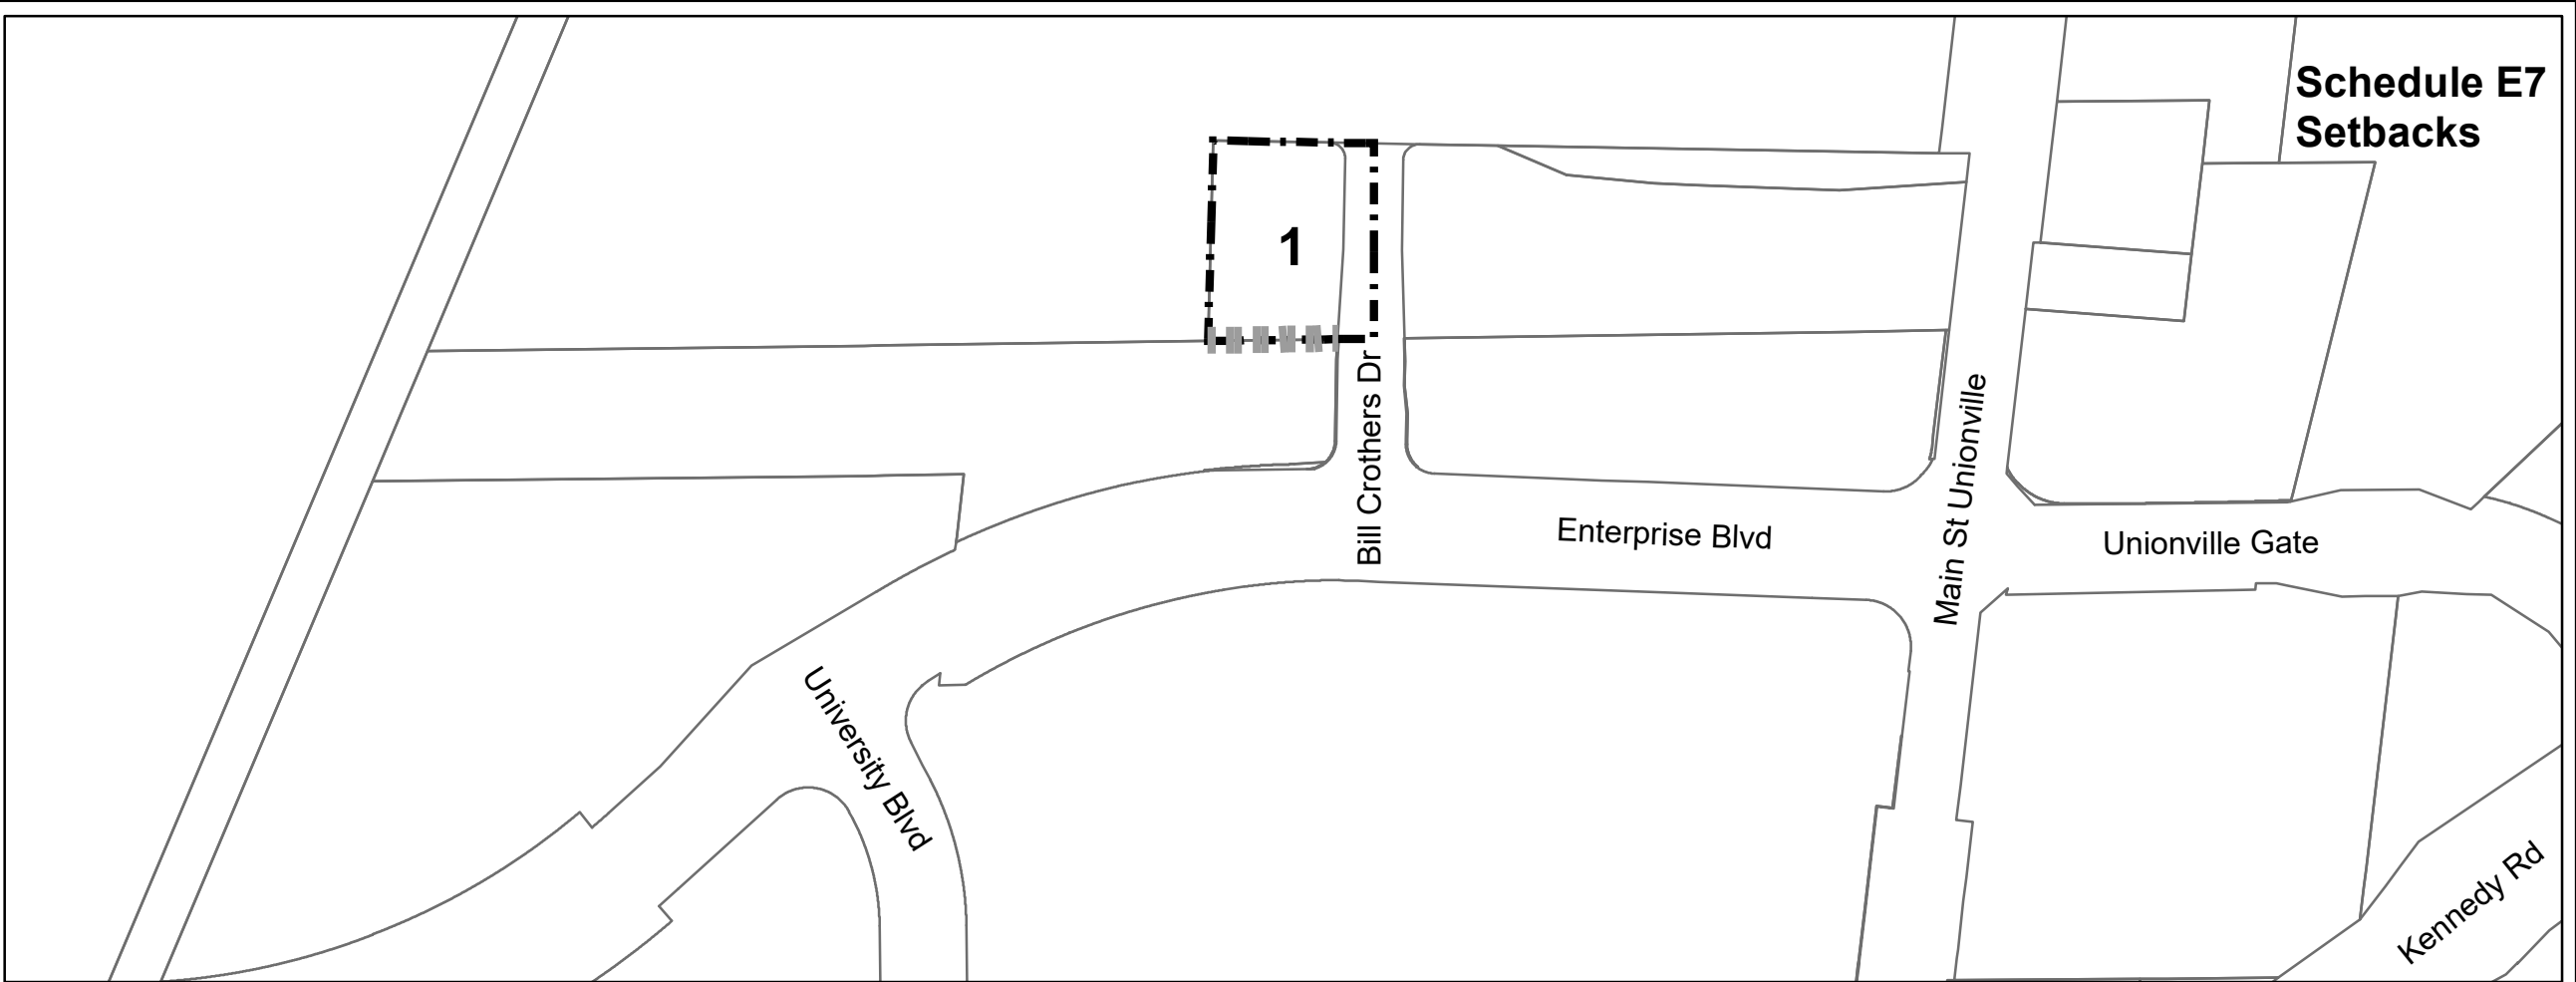 Schedule E7
Setbacks
1
Bill Crothers Dr
Main St Unionville
Enterprise Blvd
Unionville Gate
University Blvd
Kennedy Rd